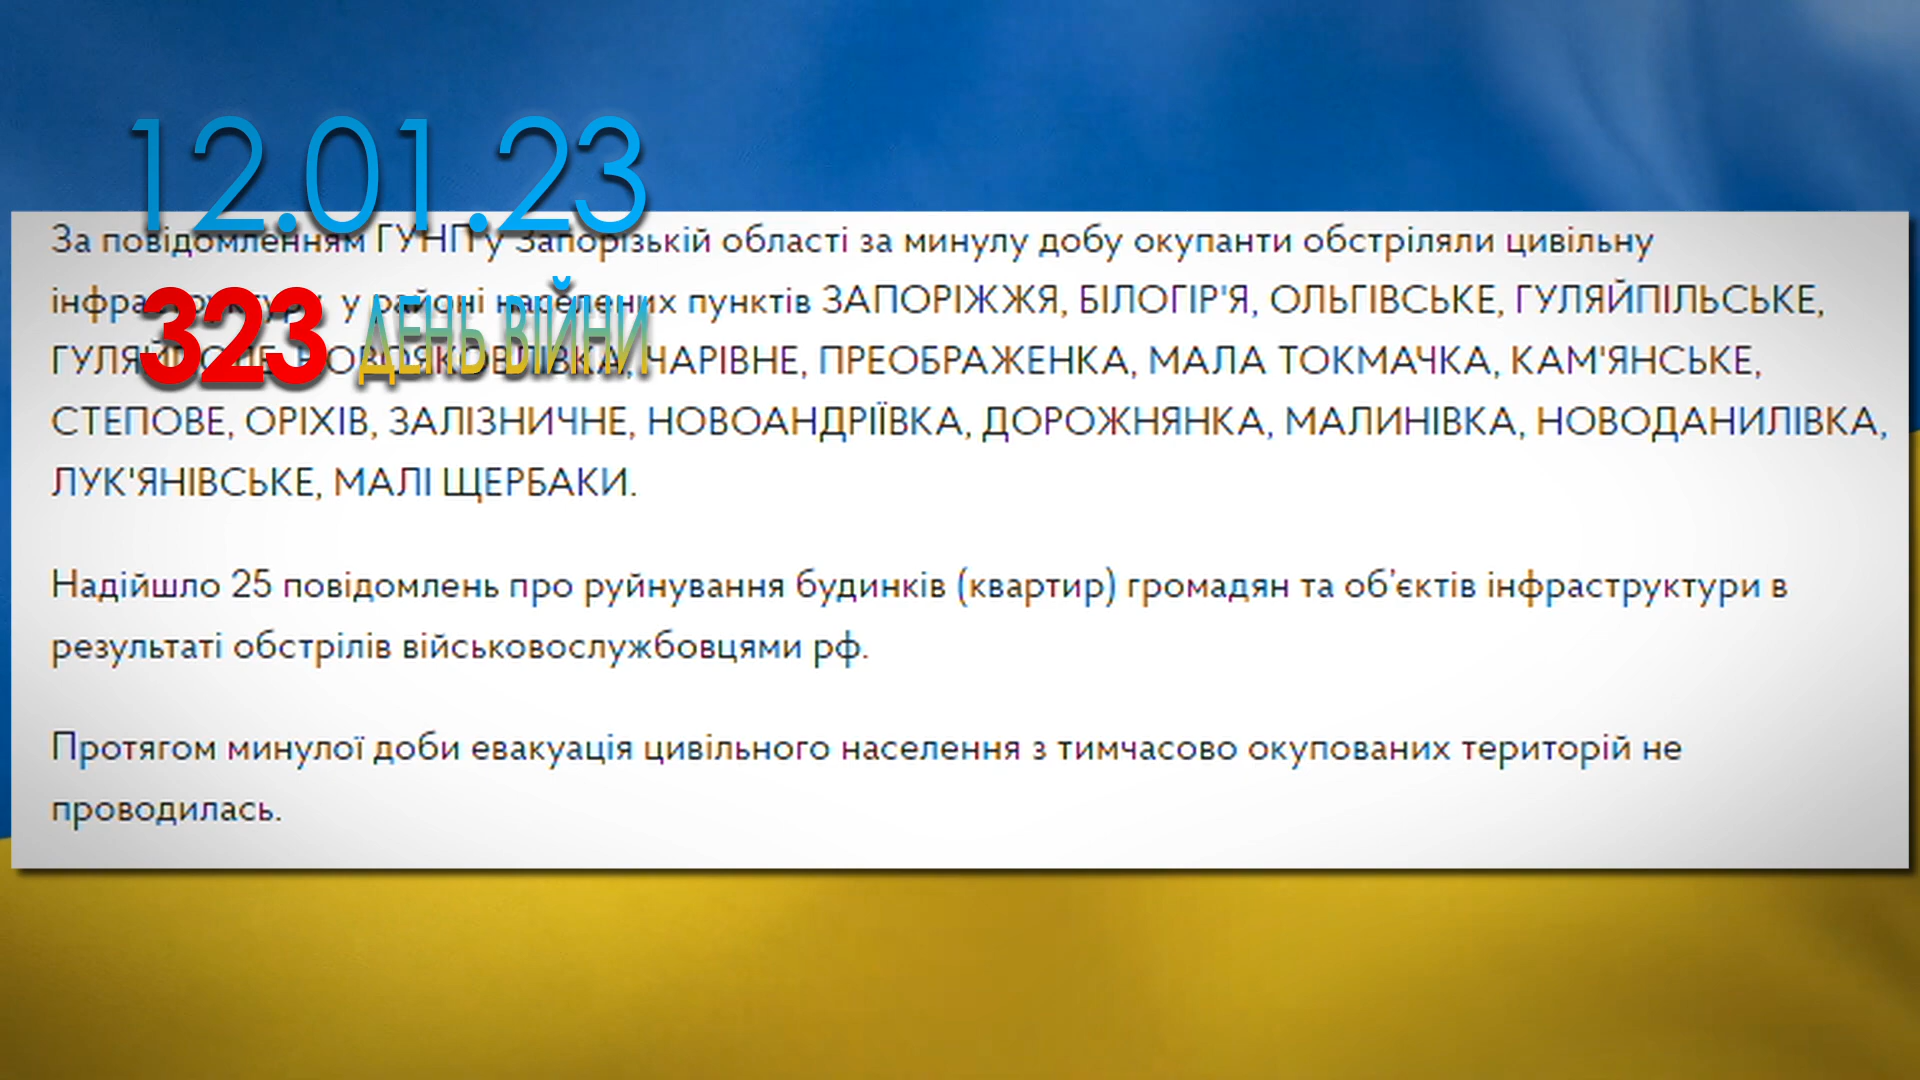 12.01.23
За повідомленням ГУНП у Запорізькій області за минулу добу окупанти обстріляли цивільну
323 ДЕНЬ ВІЙНИ
у районі населених пунктів ЗАПОРІЖЖЯ, БІЛОГІР'Я, ОЛЬГІВСЬКЕ, ГУЛЯЙПІЛЬСЬКЕ,
ЧАРІВНЕ, ПРЕОБРАЖЕНКА, МАЛА ТОКМАЧКА, КАМ'ЯНСЬКЕ,
СТЕПОВЕ, ОРІХІВ, ЗАЛІЗНИЧНЕ, НОВОАНДРІЇВКА, ДОРОЖНЯНКА, МАЛИНІВКА, НОВОДАНИЛІВКА,
ЛУК'ЯНІВСЬКЕ, МАЛІ ЩЕРБАКИ.
Надійшло 25 повідомлень про руйнування будинків (квартир) громадян та об’єктів інфраструктури в
результаті обстрілів військовослужбовцями рф.
Протягом минулої доби евакуація цивільного населення з тимчасово окупованих територій не
проводилась.